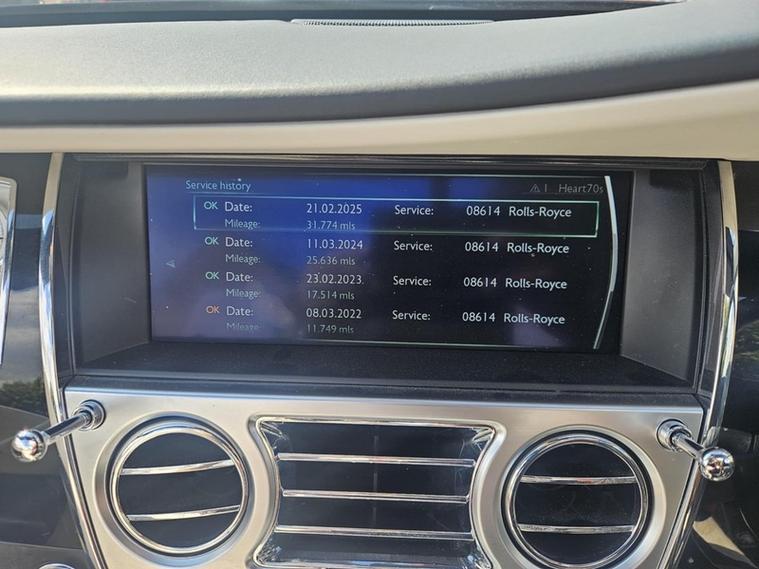 Service history 1 Heart70s
OK Date: 21.02.2025 Service: 08614 Rolls-Royce
Mileage: 31.774 mls
OK Date: 11.03.2024 Service: 08614 Rolls-Royce
Mileage: 25.636 mls
OK Date: 23.02.2023 Service: 08614 Rolls-Royce
Mileage: 17.514 mls
OK Date: 08.03.2022 Service: 08614 Rolls-Royce
Mileage: 11.749 mls